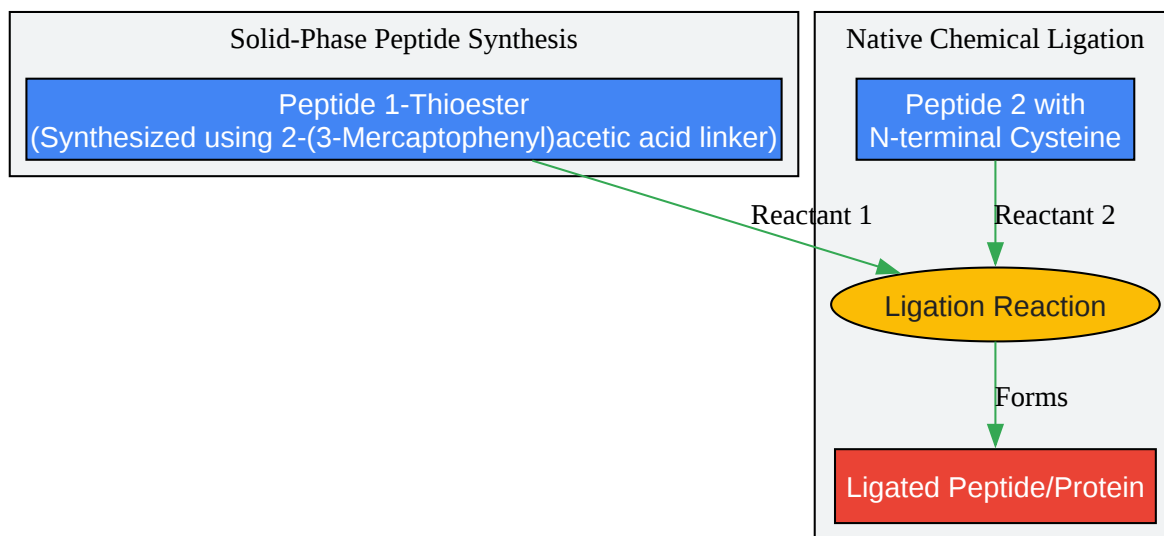 Solid-Phase Peptide Synthesis
Native Chemical Ligation
Peptide 1-Thioester
(Synthesized using 2-(3-Mercaptophenyl)acetic acid linker)
Peptide 2 with
N-terminal Cysteine
Reactant 1
Reactant 2
Ligation Reaction
Forms
Ligated Peptide/Protein